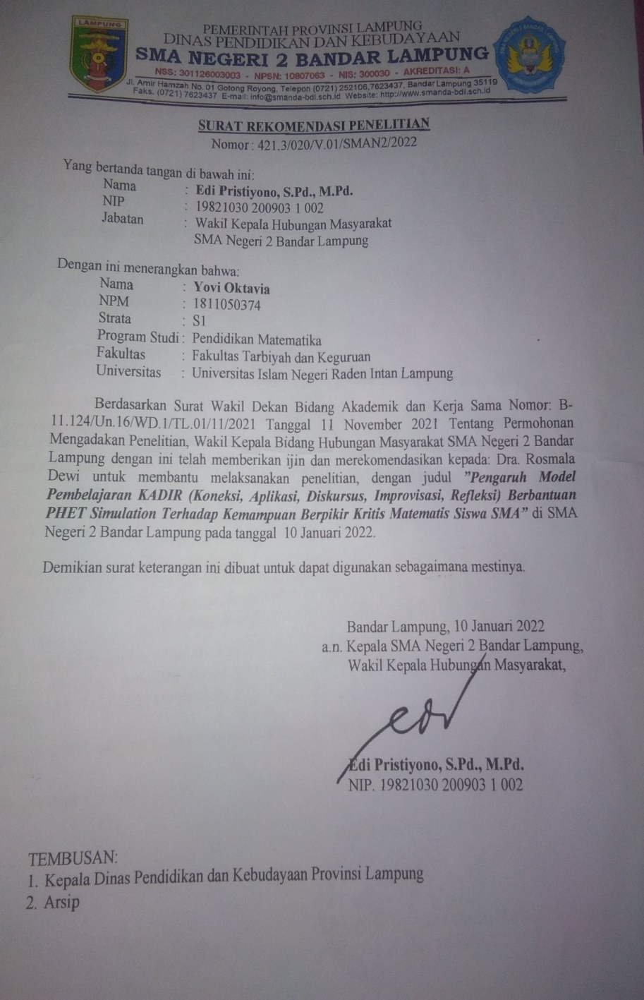 LAMPUNG
PEMERINTAH PROVINSI LAMPUNG
DINAS PENDIDIKAN DAN KEBUDAYAAN
SMA NEGERI 2 BANDAR LAMPUNG
NSS: 301126003003 - NPSN: 10807063 - NIS: 300030 - AKREDITASI: A
Jl. Amir Hamzah No. 01 Gotong Royong, Telepon (0721) 252106,7623437, Bandar Lampung 35119
Faks. (0721) 7623437 E-mail: info@smanda-bdl.sch.id Website: http://www.smanda-bdl.sch.id
SURAT REKOMENDASI PENELITIAN
Nomor : 421.3/020/V.01/SMAN2/2022
Yang bertanda tangan di bawah ini:
Nama : Edi Pristiyono, S.Pd., M.Pd.
NIP : 19821030 200903 1 002
Jabatan : Wakil Kepala Hubungan Masyarakat
SMA Negeri 2 Bandar Lampung
Dengan ini menerangkan bahwa:
Nama : Yovi Oktavia
NPM : 1811050374
Strata : S1
Program Studi : Pendidikan Matematika
Fakultas : Fakultas Tarbiyah dan Keguruan
Universitas : Universitas Islam Negeri Raden Intan Lampung
Berdasarkan Surat Wakil Dekan Bidang Akademik dan Kerja Sama Nomor: B-
11.124/Un.16/WD.1/TL.01/11/2021 Tanggal 11 November 2021 Tentang Permohonan
Mengadakan Penelitian, Wakil Kepala Bidang Hubungan Masyarakat SMA Negeri 2 Bandar
Lampung dengan ini telah memberikan ijin dan merekomendasikan kepada: Dra. Rosmala
Dewi untuk membantu melaksanakan penelitian, dengan judul ”Pengaruh Model
Pembelajaran KADIR (Koneksi, Aplikasi, Diskursus, Improvisasi, Refleksi) Berbantuan
PHET Simulation Terhadap Kemampuan Berpikir Kritis Matematis Siswa SMA” di SMA
Negeri 2 Bandar Lampung pada tanggal 10 Januari 2022.
Demikian surat keterangan ini dibuat untuk dapat digunakan sebagaimana mestinya.
Bandar Lampung, 10 Januari 2022
a.n. Kepala SMA Negeri 2 Bandar Lampung,
Wakil Kepala Hubungan Masyarakat,
Edi Pristiyono, S.Pd., M.Pd.
NIP. 19821030 200903 1 002
TEMBUSAN:
1. Kepala Dinas Pendidikan dan Kebudayaan Provinsi Lampung
2. Arsip